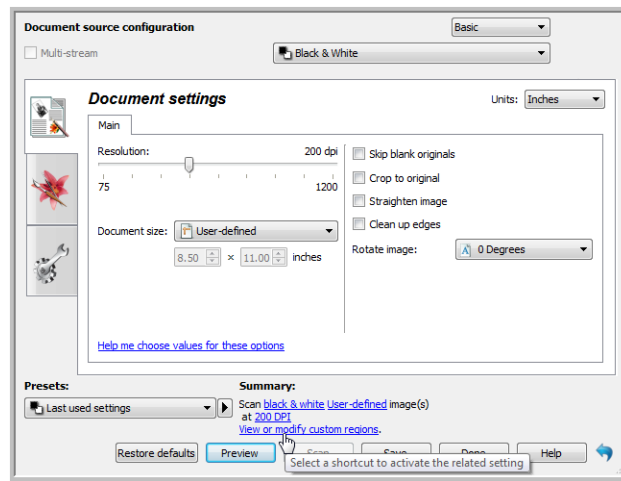 Document source configuration
Basic
Multi-stream
Black & White
Document settings
Units: Inches
Main
Resolution: 200 dpi
75 1200
Skip blank originals
Crop to original
Straighten image
Clean up edges
Document size: User-defined
Rotate image: 0 Degrees
8.50 × 11.00 inches
Help me choose values for these options
Presets:
Summary:
Last used settings
Scan black & white User-defined image(s)
at 200 DPI
View or modify custom regions.
Restore defaults Preview Scan Save Done Help
Select a shortcut to activate the related setting